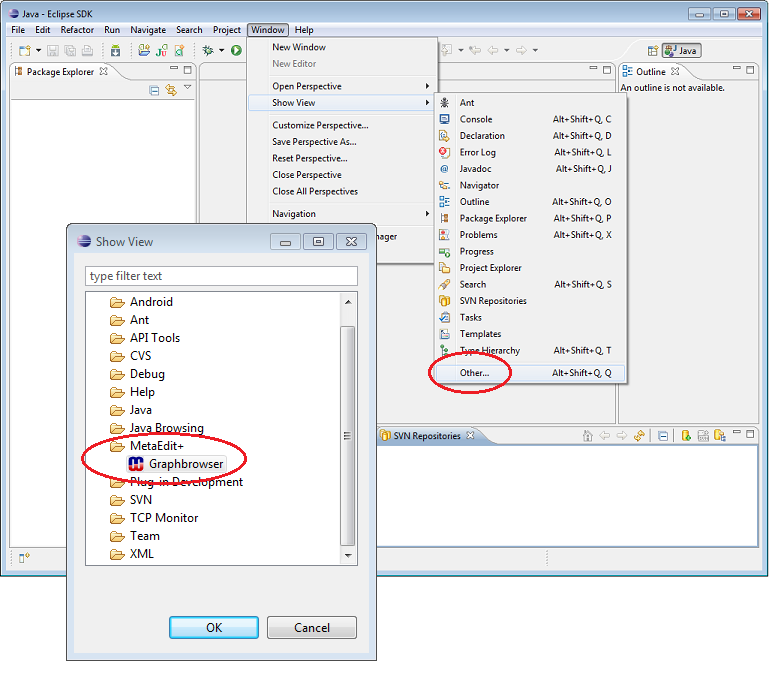 Java - Eclipse SDK
File Edit Refactor Run Navigate Search Project Window Help
Java
Package Explorer
Outline
An outline is not available.
New Window
New Editor
Open Perspective
Show View
Customize Perspective...
Save Perspective As...
Reset Perspective...
Close Perspective
Close All Perspectives
Navigation
Ant
Console Alt+Shift+Q, C
Declaration Alt+Shift+Q, D
Error Log Alt+Shift+Q, L
Javadoc Alt+Shift+Q, J
Navigator
Outline Alt+Shift+Q, O
Package Explorer Alt+Shift+Q, P
Problems Alt+Shift+Q, X
Progress
Project Explorer
Search Alt+Shift+Q, S
SVN Repositories
Tasks
Templates
Type Hierarchy Alt+Shift+Q, T
Other... Alt+Shift+Q, Q
SVN Repositories
Show View
type filter text
Android
Ant
API Tools
CVS
Debug
Help
Java
Java Browsing
MetaEdit+
Graphbrowser
Plug-in Development
SVN
TCP Monitor
Team
XML
OK Cancel